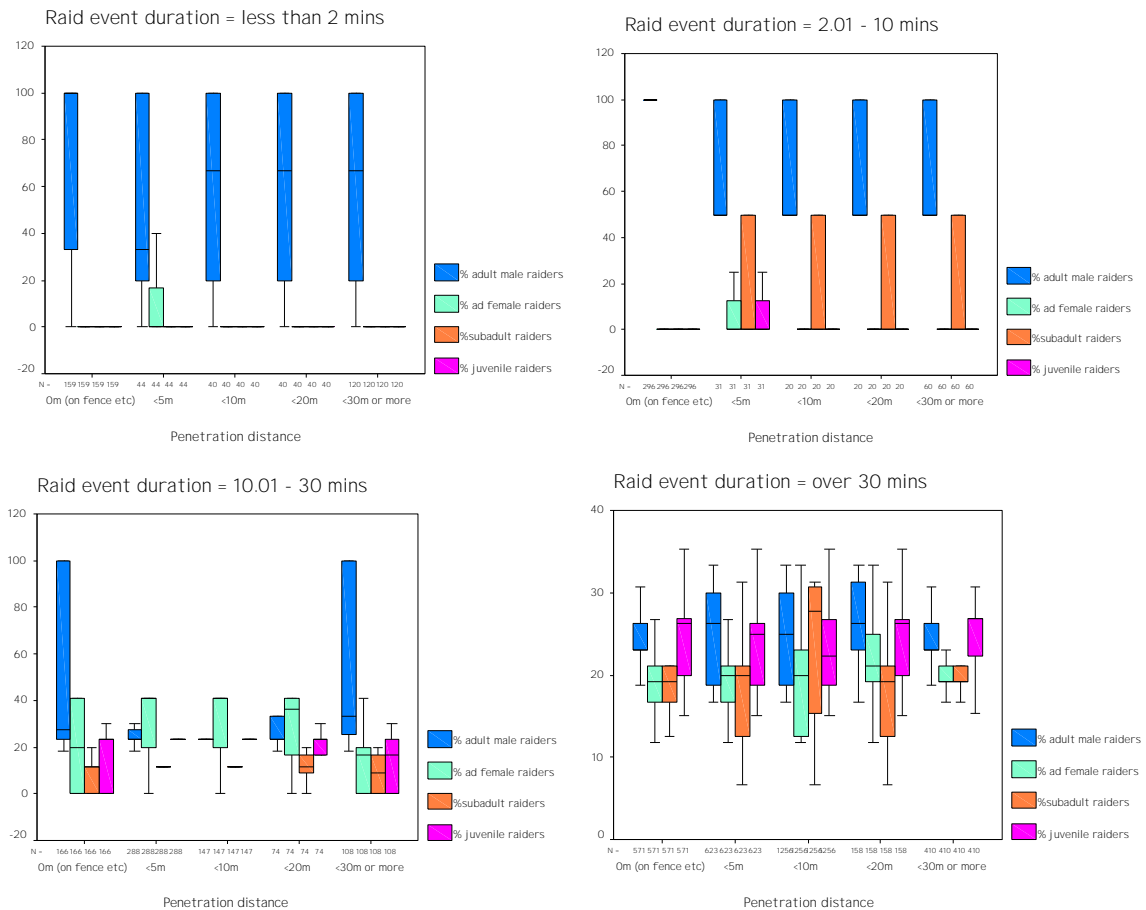 Raid event duration = less than 2 mins
120
100
80
60
40
20
0
-20
N =
159 159 159 159
44 44 44 44
40 40 40 40
40 40 40 40
120 120 120 120
0m (on fence etc)
<5m
<10m
<20m
<30m or more
Penetration distance
% adult male raiders
% ad female raiders
%subadult raiders
% juvenile raiders
Raid event duration = 2.01 - 10 mins
120
100
80
60
40
20
0
-20
N =
296 296 296 296
31 31 31 31
20 20 20 20
20 20 20 20
60 60 60 60
0m (on fence etc)
<5m
<10m
<20m
<30m or more
Penetration distance
% adult male raiders
% ad female raiders
%subadult raiders
% juvenile raiders
Raid event duration = 10.01 - 30 mins
120
100
80
60
40
20
0
-20
N =
166 166 166 166
288 288 288 288
147 147 147 147
74 74 74 74
108 108 108 108
0m (on fence etc)
<5m
<10m
<20m
<30m or more
Penetration distance
% adult male raiders
% ad female raiders
%subadult raiders
% juvenile raiders
Raid event duration = over 30 mins
40
30
20
10
0
N =
571 571 571 571
623 623 623 623
1256 1256 1256 1256
158 158 158 158
410 410 410 410
0m (on fence etc)
<5m
<10m
<20m
<30m or more
Penetration distance
% adult male raiders
% ad female raiders
%subadult raiders
% juvenile raiders